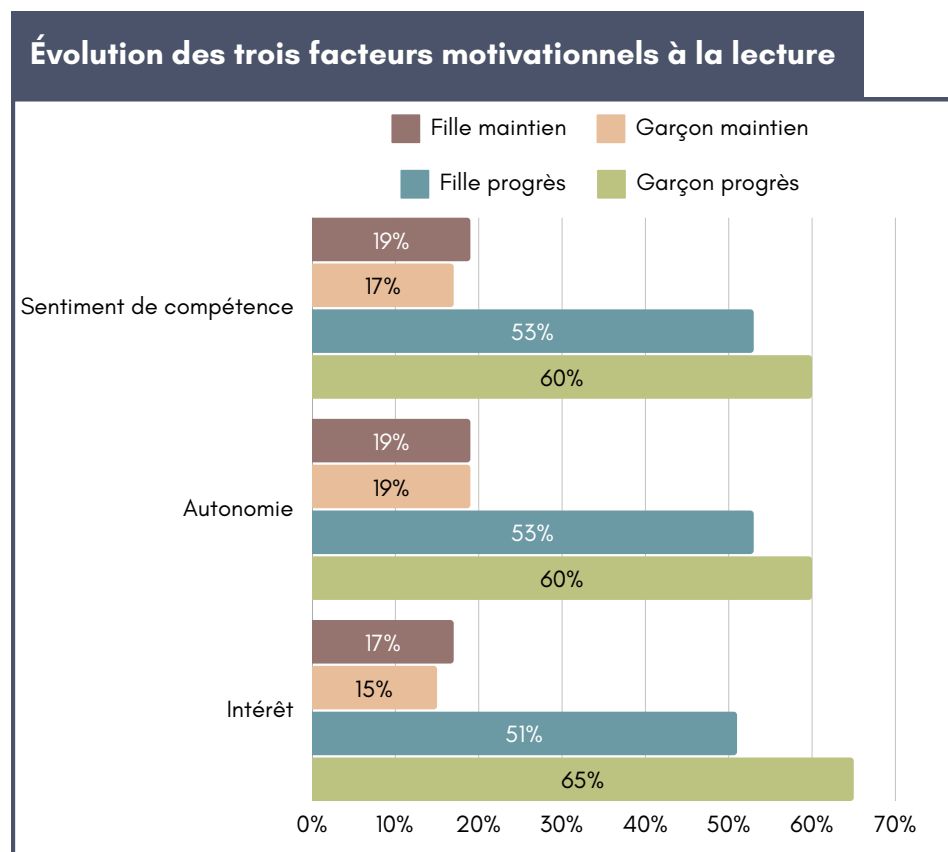 Évolution des trois facteurs motivationnels à la lecture
Fille maintien Garçon maintien
Fille progrès Garçon progrès
19%
17%
Sentiment de compétence
53%
60%
19%
19%
Autonomie
53%
60%
17%
15%
Intérêt
51%
65%
0% 10% 20% 30% 40% 50% 60% 70%